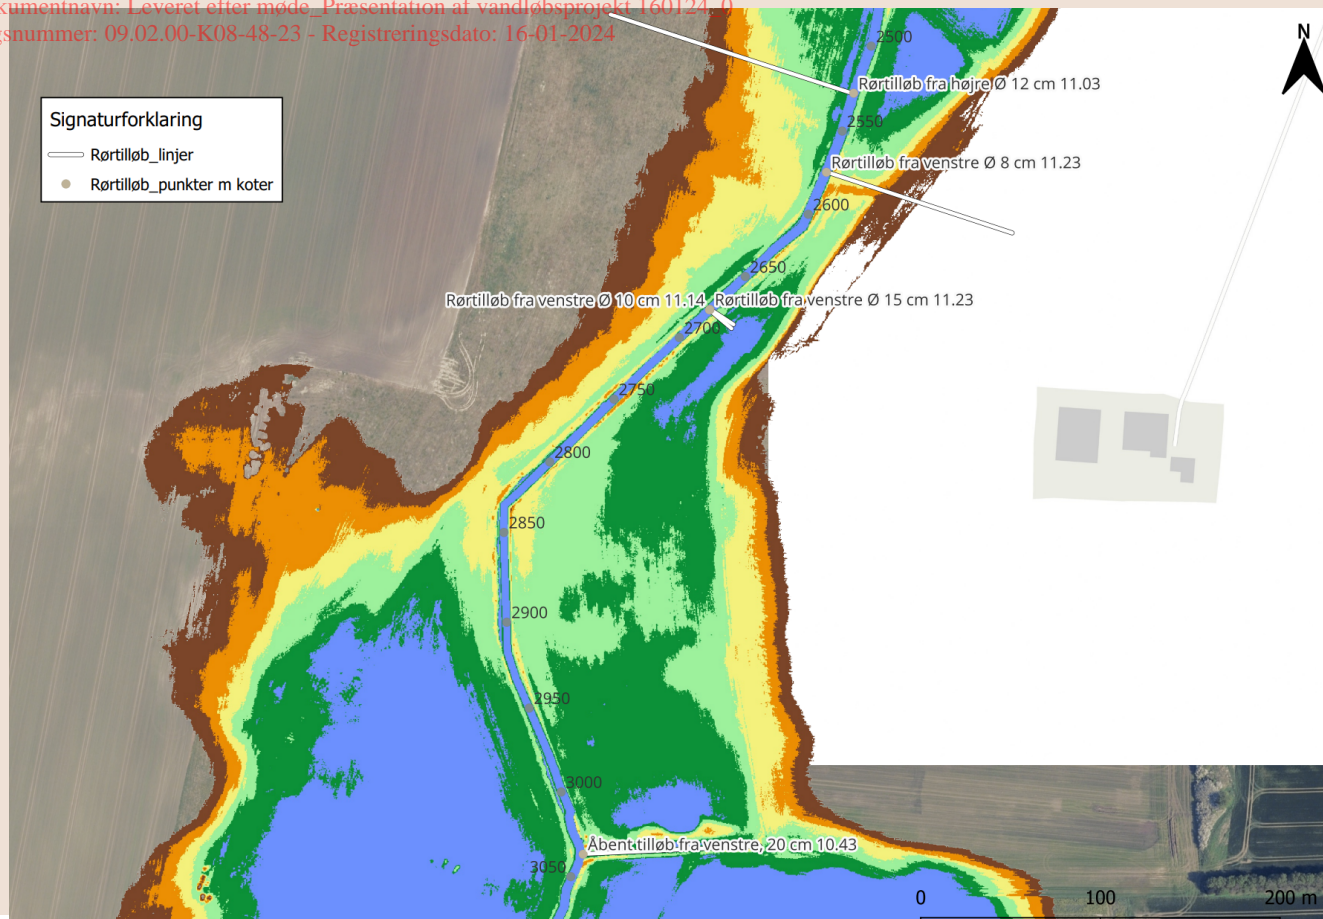 kumentnavn: Leveret efter møde_Præsentation af vandløbsprojekt 160124_0
gsnummer: 09.02.00-K08-48-23 - Registreringsdato: 16-01-2024
N
2500
Rørtilløb fra højre Ø 12 cm 11.03
Signaturforklaring
Rørtilløb_linjer
Rørtilløb_punkter m koter
2550
Rørtilløb fra venstre Ø 8 cm 11.23
2600
2650
Rørtilløb fra venstre Ø 10 cm 11.14
Rørtilløb fra venstre Ø 15 cm 11.23
2700
2750
2800
2850
2900
2950
3000
Åbent tilløb fra venstre, 20 cm 10.43
3050
0 100 200 m